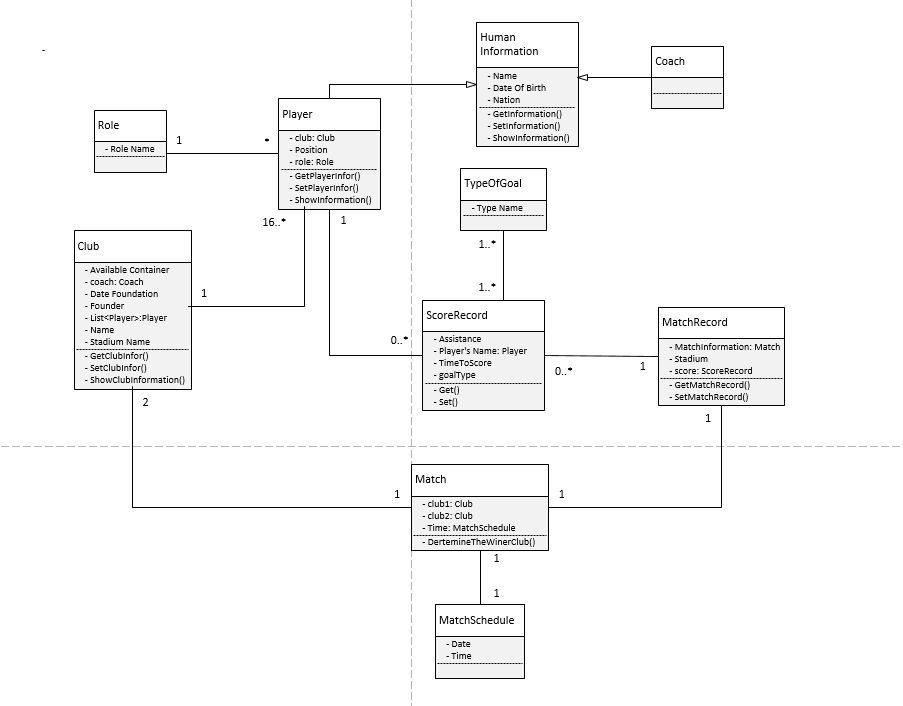 -
Human
Information
- Name
- Date Of Birth
- Nation
- GetInformation()
- SetInformation()
- ShowInformation()
Coach
Player
- club: Club
- Position
- role: Role
- GetPlayerInfor()
- SetPlayerInfor()
- ShowInformation()
Role
- Role Name
1
*
TypeOfGoal
- Type Name
16..*
1
1..*
1..*
Club
- Available Container
- coach: Coach
- Date Foundation
- Founder
- List<Player>:Player
- Name
- Stadium Name
- GetClubInfor()
- SetClubInfor()
- ShowClubInformation()
1
2
ScoreRecord
- Assistance
- Player's Name: Player
- TimeToScore
- goalType
- Get()
- Set()
0..*
0..*
1
MatchRecord
- MatchInformation: Match
- Stadium
- score: ScoreRecord
- GetMatchRecord()
- SetMatchRecord()
1
Match
- club1: Club
- club2: Club
- Time: MatchSchedule
- DertemineTheWinerClub()
1
1
1
1
MatchSchedule
- Date
- Time